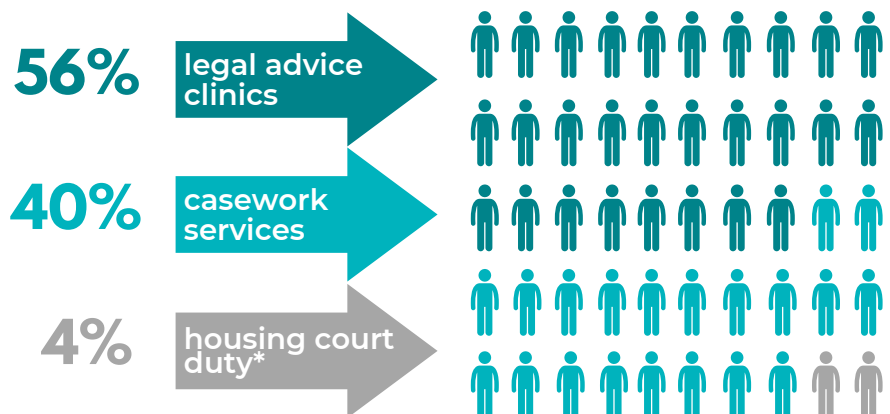 56%
legal advice
clinics
40%
casework
services
4%
housing court
duty*